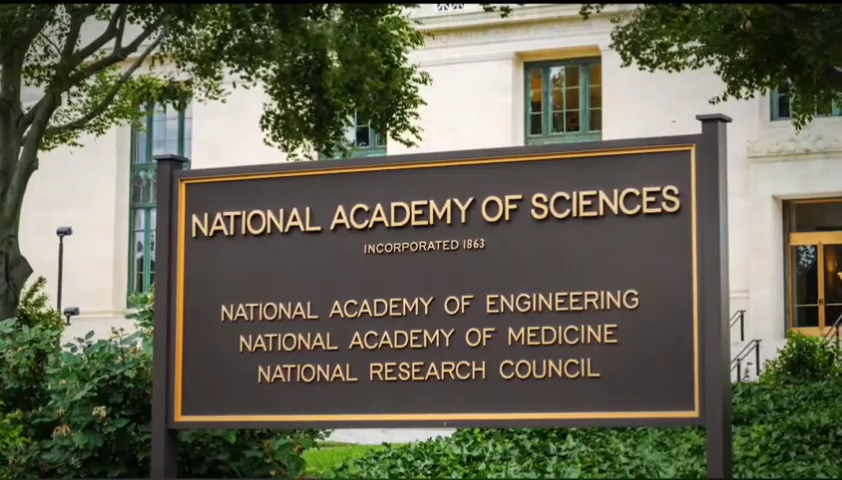 NATIONAL ACADEMY OF SCIENCES
INCORPORATED 1863
NATIONAL ACADEMY OF ENGINEERING
NATIONAL ACADEMY OF MEDICINE
NATIONAL RESEARCH COUNCIL